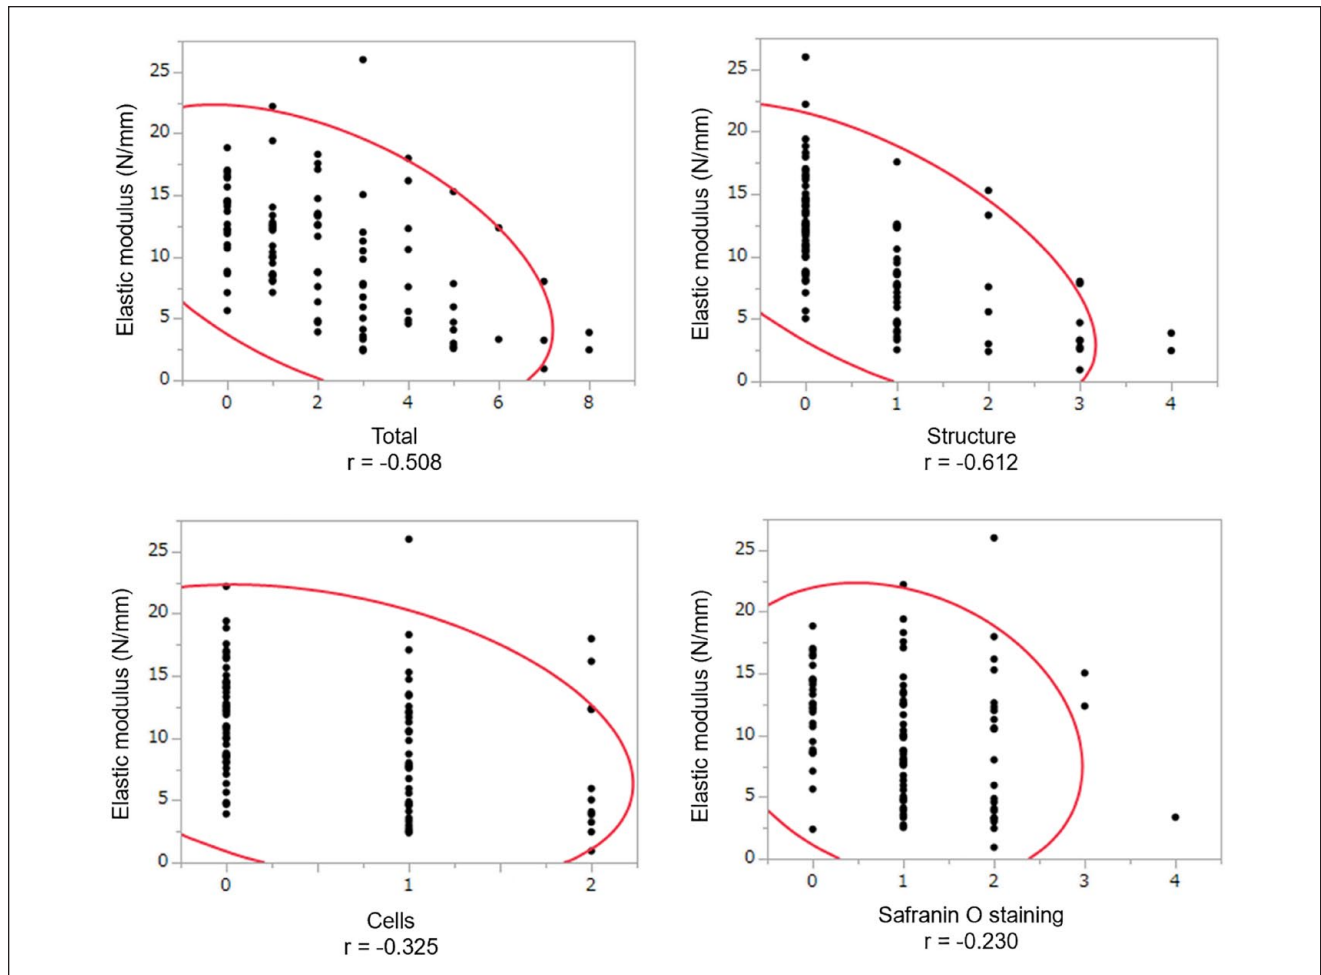 Elastic modulus (N/mm)
25
20
15
10
5
0
0 2 4 6 8
Total
r = -0.508
Elastic modulus (N/mm)
25
20
15
10
5
0
0 1 2 3 4
Structure
r = -0.612
Elastic modulus (N/mm)
25
20
15
10
5
0
0 1 2
Cells
r = -0.325
Elastic modulus (N/mm)
25
20
15
10
5
0
0 1 2 3 4
Safranin O staining
r = -0.230